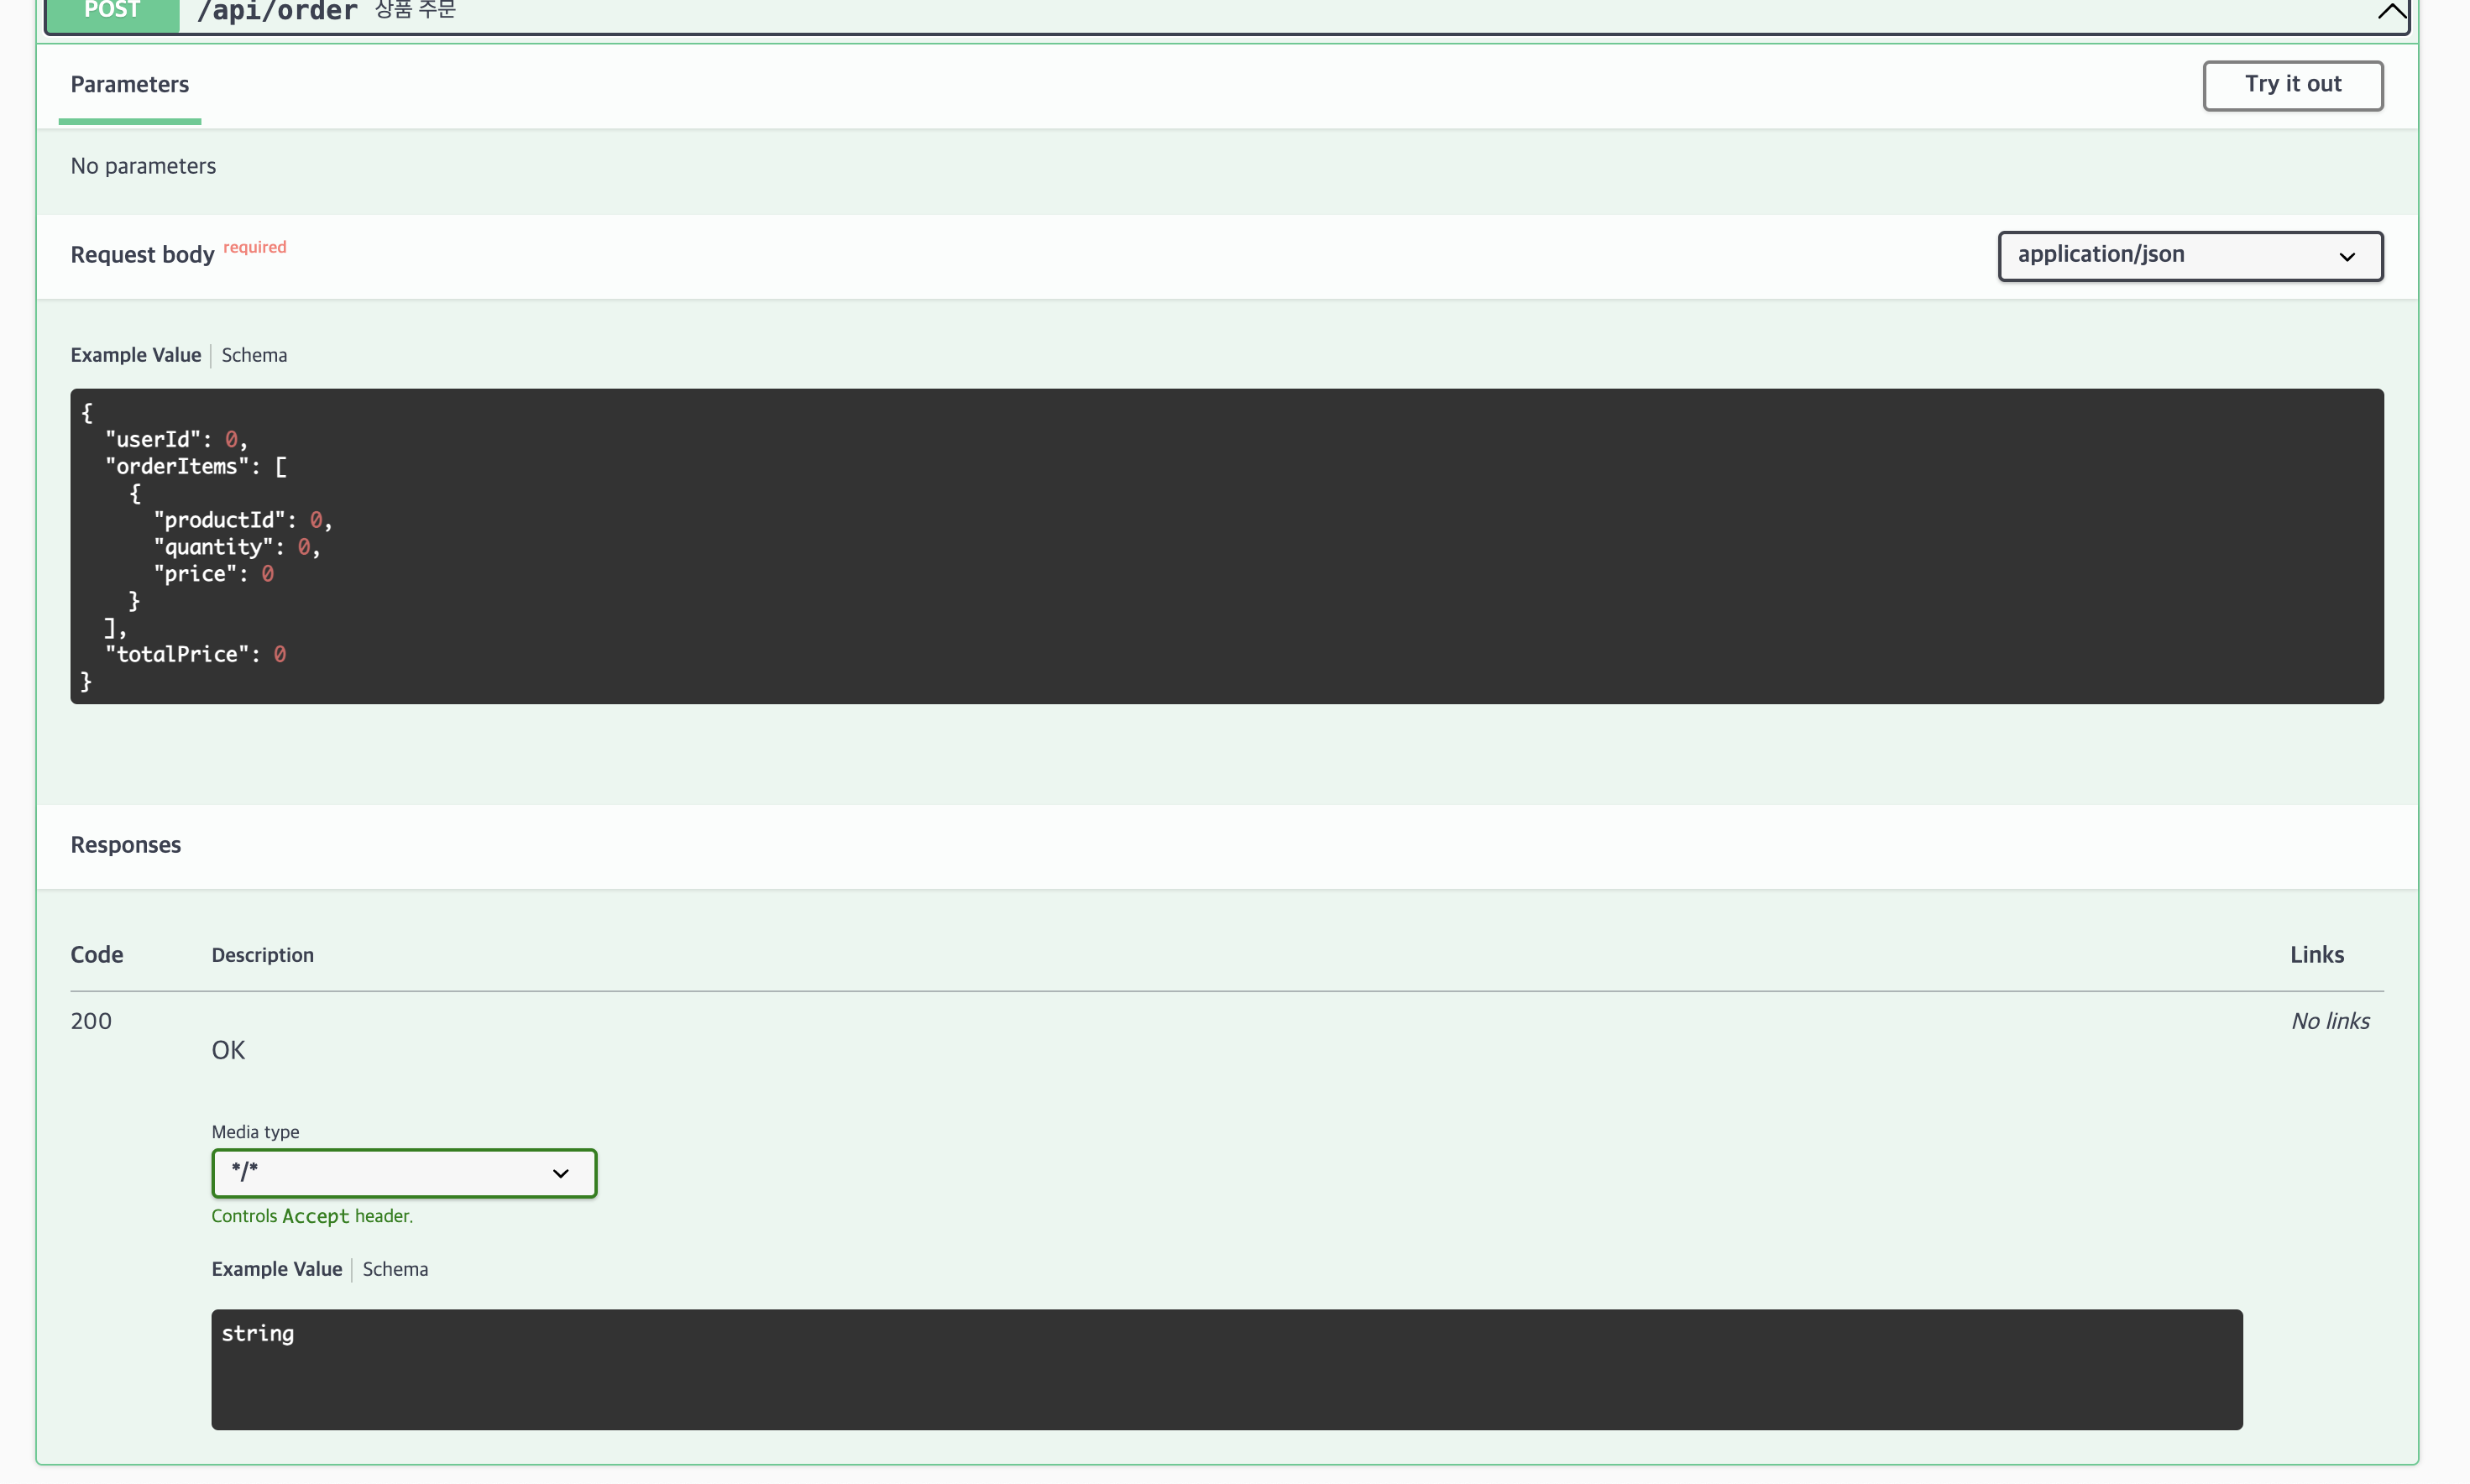 POST /api/order 상품 주문
Parameters
Try it out
No parameters
Request body required
application/json
Example Value Schema
{
  "userId": 0,
  "orderItems": [
    {
      "productId": 0,
      "quantity": 0,
      "price": 0
    }
  ],
  "totalPrice": 0
}
Responses
Code Description Links
200 No links
OK
Media type
*/*
Controls Accept header.
Example Value Schema
string